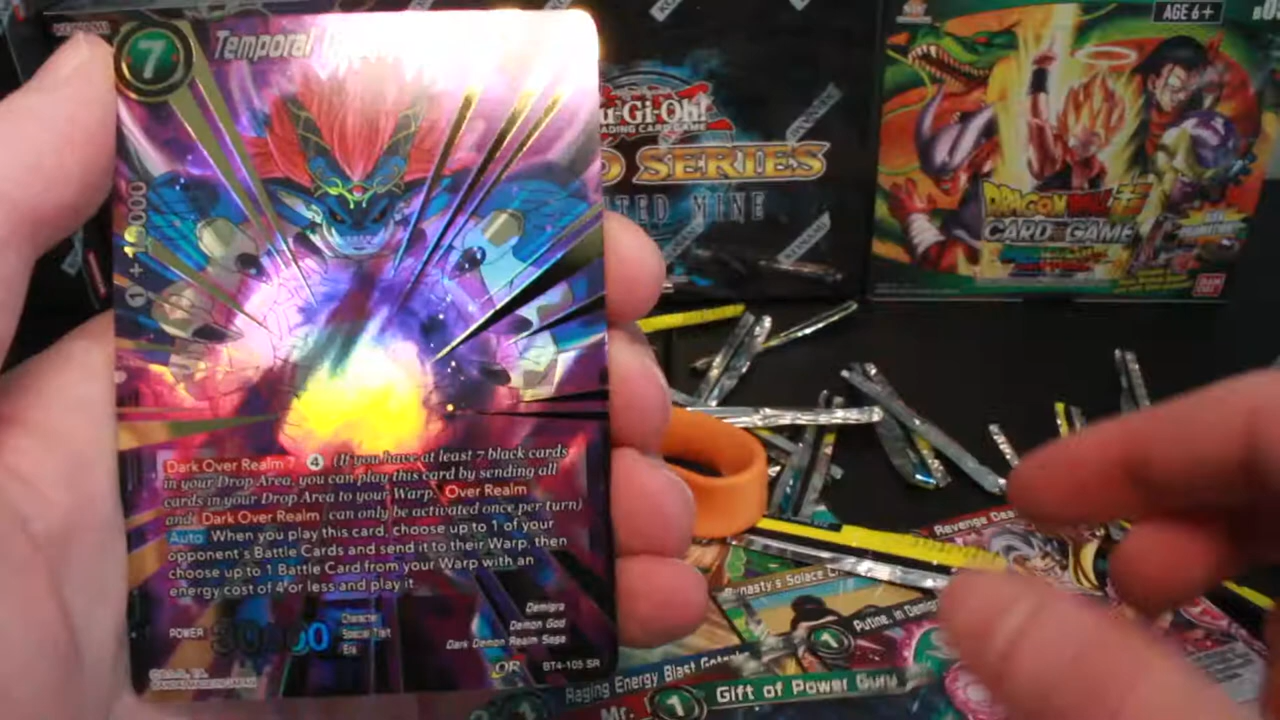 KONAMI
7
Temporal
Dark Over Realm 7 4 (If you have at least 7 black cards
in your Drop Area, you can play this card by sending all
cards in your Drop Area to your Warp. Over Realm
and Dark Over Realm can only be activated once per turn)
Auto When you play this card, choose up to 1 of your
opponent's Battle Cards and send it to their Warp, then
choose up to 1 Battle Card from your Warp with an
energy cost of 4 or less and play it.
POWER
Character
Special Trait
Era
Demigra
Demon God
Dark Demon Realm Saga
BT4-105 SR
u-Gi-Oh!
ADING CARD GAME
SERIES
TED MINE
KONAMI
AGE 6+
DRAGON BALL
CARD GAME
Revenge
Dynasty's Solace
1
Putine, in
Raging Energy Blast
Mr.
1
Gift of Power Guru